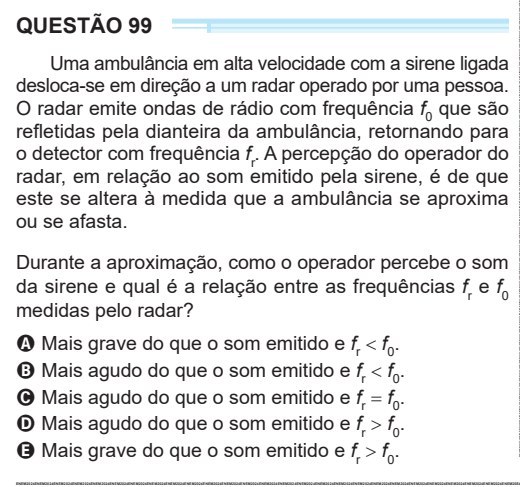 QUESTÃO 99
Uma ambulância em alta velocidade com a sirene ligada
desloca-se em direção a um radar operado por uma pessoa.
O radar emite ondas de rádio com frequência f₀ que são
refletidas pela dianteira da ambulância, retornando para
o detector com frequência fᵣ. A percepção do operador do
radar, em relação ao som emitido pela sirene, é de que
este se altera à medida que a ambulância se aproxima
ou se afasta.
Durante a aproximação, como o operador percebe o som
da sirene e qual é a relação entre as frequências fᵣ e f₀
medidas pelo radar?
A Mais grave do que o som emitido e fᵣ < f₀.
B Mais agudo do que o som emitido e fᵣ < f₀.
C Mais agudo do que o som emitido e fᵣ = f₀.
D Mais agudo do que o som emitido e fᵣ > f₀.
E Mais grave do que o som emitido e fᵣ > f₀.